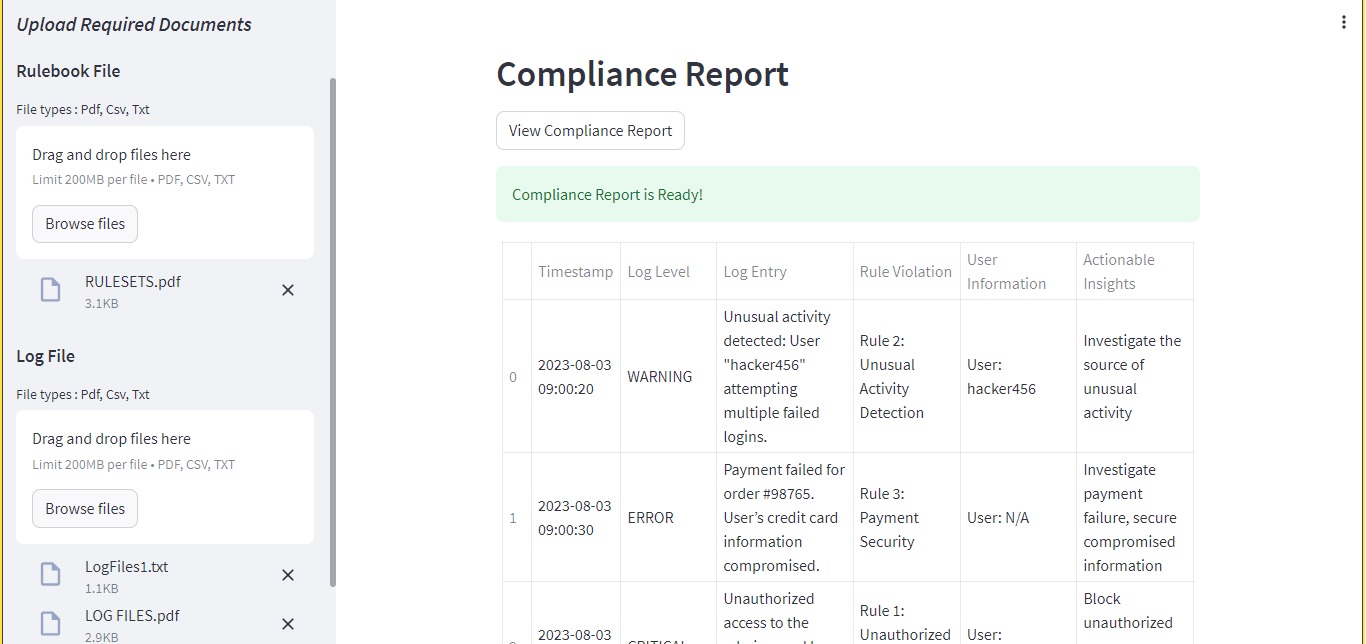 Upload Required Documents
Rulebook File
File types : Pdf, Csv, Txt
Drag and drop files here
Limit 200MB per file • PDF, CSV, TXT
Browse files
RULESETS.pdf
3.1KB
Log File
File types : Pdf, Csv, Txt
Drag and drop files here
Limit 200MB per file • PDF, CSV, TXT
Browse files
LogFiles1.txt
1.1KB
LOG FILES.pdf
2.9KB
Compliance Report
View Compliance Report
Compliance Report is Ready!
Timestamp
Log Level
Log Entry
Rule Violation
User
Information
Actionable
Insights
0
2023-08-03
09:00:20
WARNING
Unusual activity
detected: User
"hacker456"
attempting
multiple failed
logins.
Rule 2:
Unusual
Activity
Detection
User:
hacker456
Investigate the
source of
unusual
activity
1
2023-08-03
09:00:30
ERROR
Payment failed for
order #98765.
User’s credit card
information
compromised.
Rule 3:
Payment
Security
User: N/A
Investigate
payment
failure, secure
compromised
information
2023-08-03
Unauthorized
access to the
Rule 1:
Unauthorized
User:
Block
unauthorized